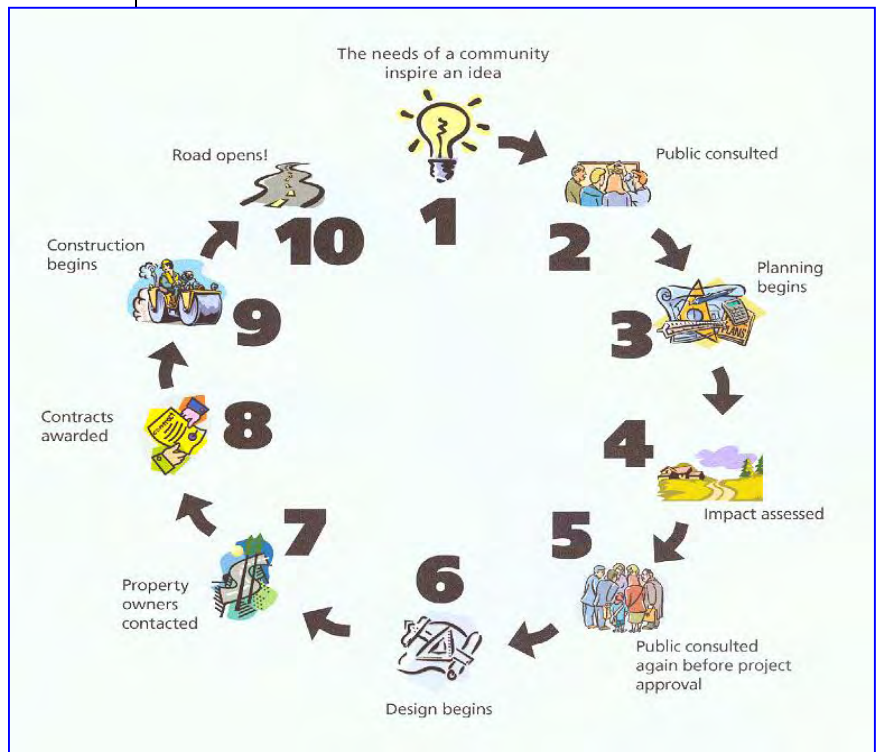 The needs of a community
inspire an idea
1
Public consulted
2
Planning
begins
3
PLANS
4
Impact assessed
5
Public consulted
again before project
approval
6
Design begins
7
Property
owners
contacted
8
Contracts
awarded
CONTRACT
9
Construction
begins
10
Road opens!